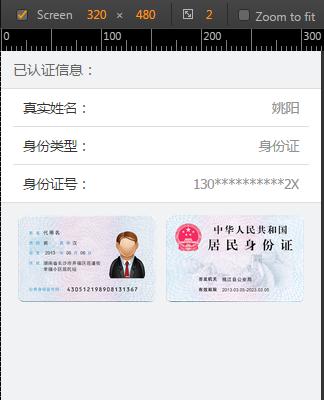 Screen 320 × 480 2 Zoom to fit
0 100 200 300
已认证信息：
真实姓名： 姚阳
身份类型： 身份证
身份证号： 130**********2X
姓 名 代用名
性 别 男 民 族 汉
出 生 2013 年 06 月 06 日
住 址 湖南省长沙市开福区巡道街
幸福小区居民组
公民身份证号码 430512198908131367
中华人民共和国
居民身份证
签发机关 桃江县公安局
有效期限 2013.03.05-2023.03.05